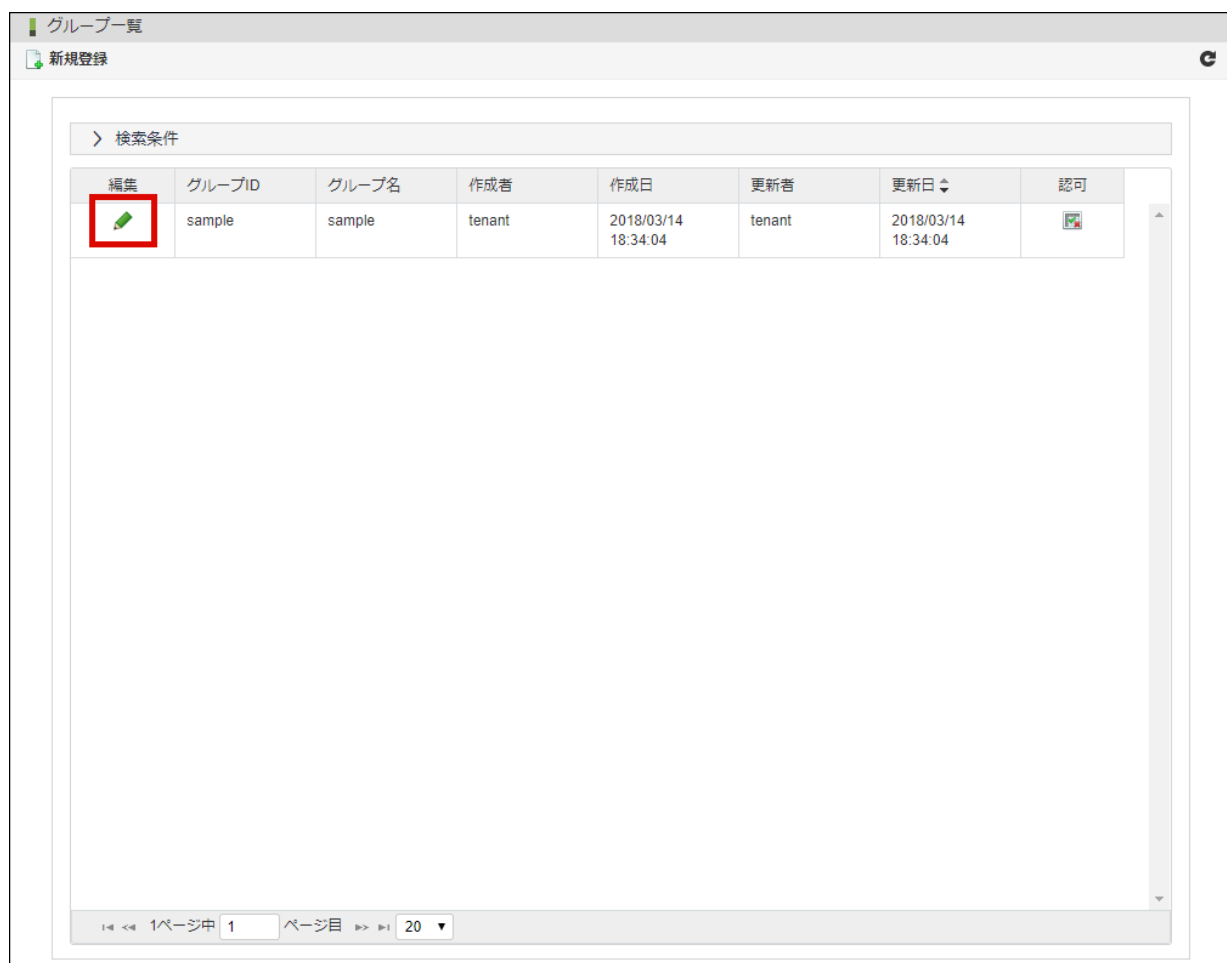 グループ一覧
新規登録
検索条件
編集 グループID グループ名 作成者 作成日 更新者 更新日 認可
sample sample tenant 2018/03/14 18:34:04 tenant 2018/03/14 18:34:04
1ページ中 1 ページ目 20